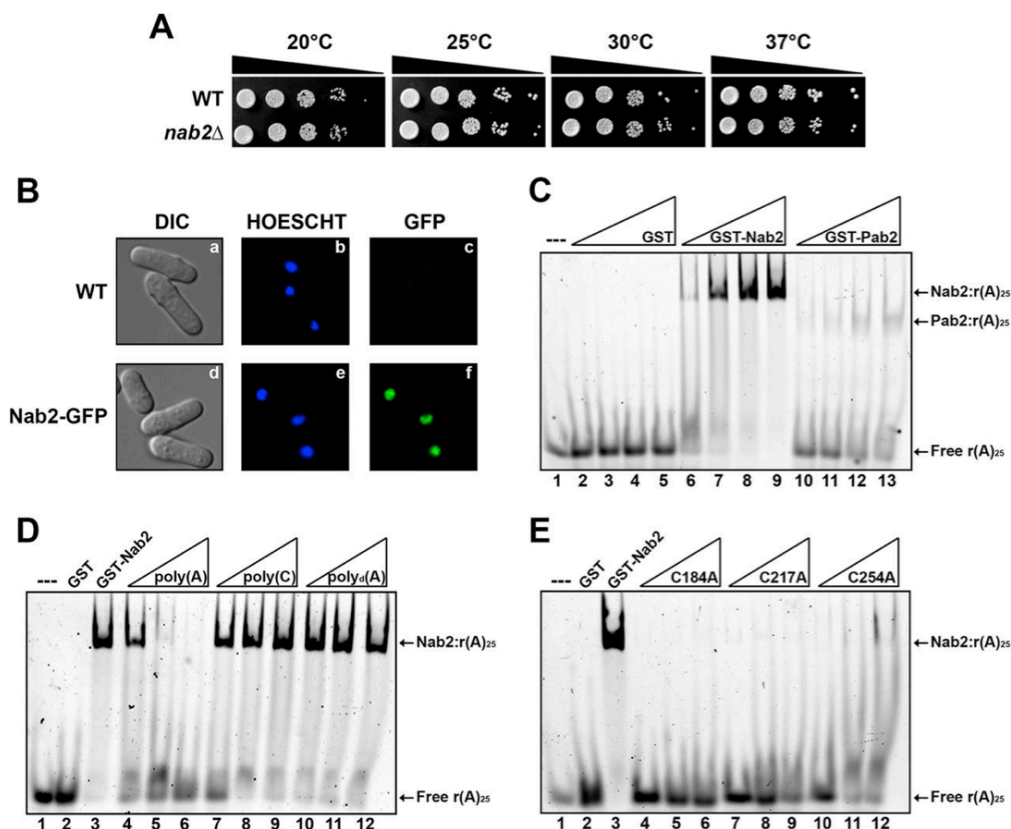 A
20°C 25°C 30°C 37°C
WT
nab2Δ
B
DIC HOESCHT GFP
WT
a b c
Nab2-GFP
d e f
C
--- GST GST-Nab2 GST-Pab2
Nab2:r(A)25
Pab2:r(A)25
Free r(A)25
1 2 3 4 5 6 7 8 9 10 11 12 13
D
--- GST GST-Nab2 poly(A) poly(C) polyd(A)
Nab2:r(A)25
Free r(A)25
1 2 3 4 5 6 7 8 9 10 11 12
E
--- GST GST-Nab2 C184A C217A C254A
Nab2:r(A)25
Free r(A)25
1 2 3 4 5 6 7 8 9 10 11 12